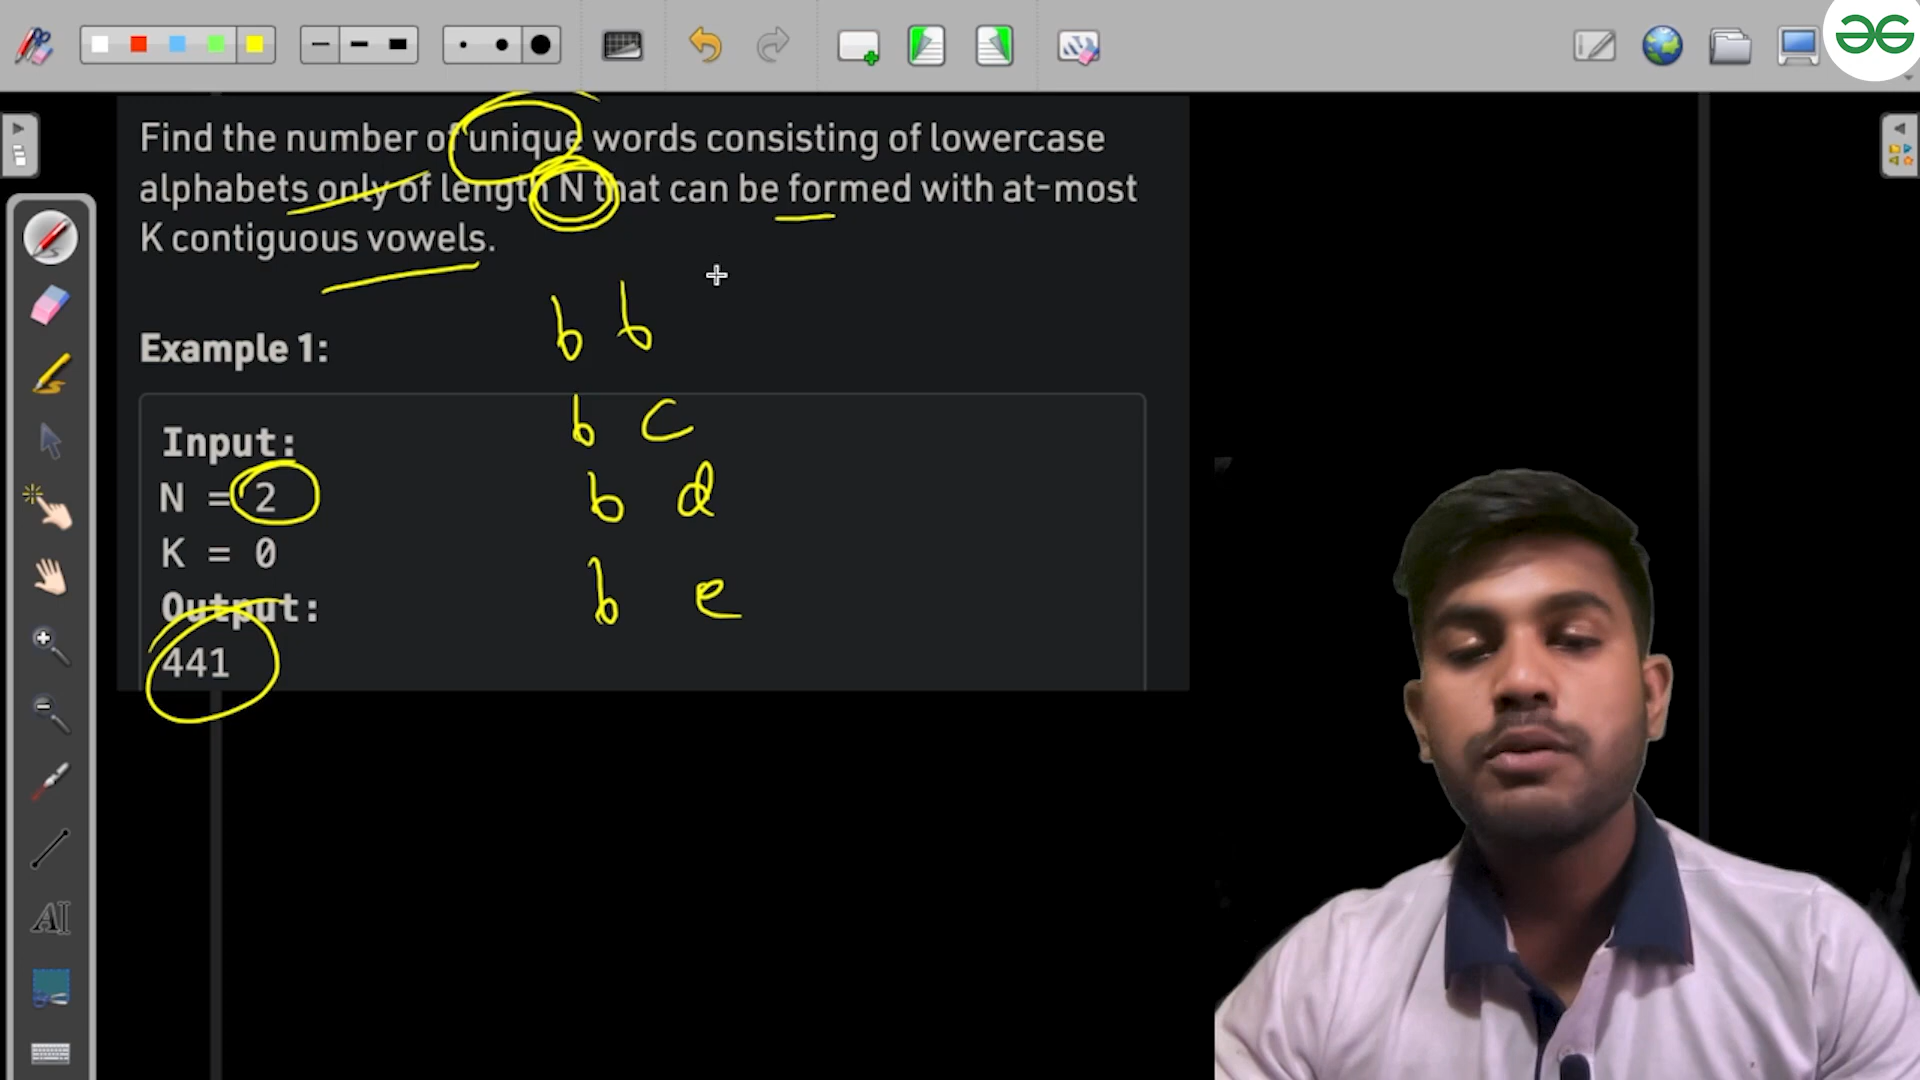 Find the number of unique words consisting of lowercase
alphabets only of length N that can be formed with at-most
K contiguous vowels.
b b
Example 1:
b c
Input:
N = 2
b d
K = 0
b e
Output:
441